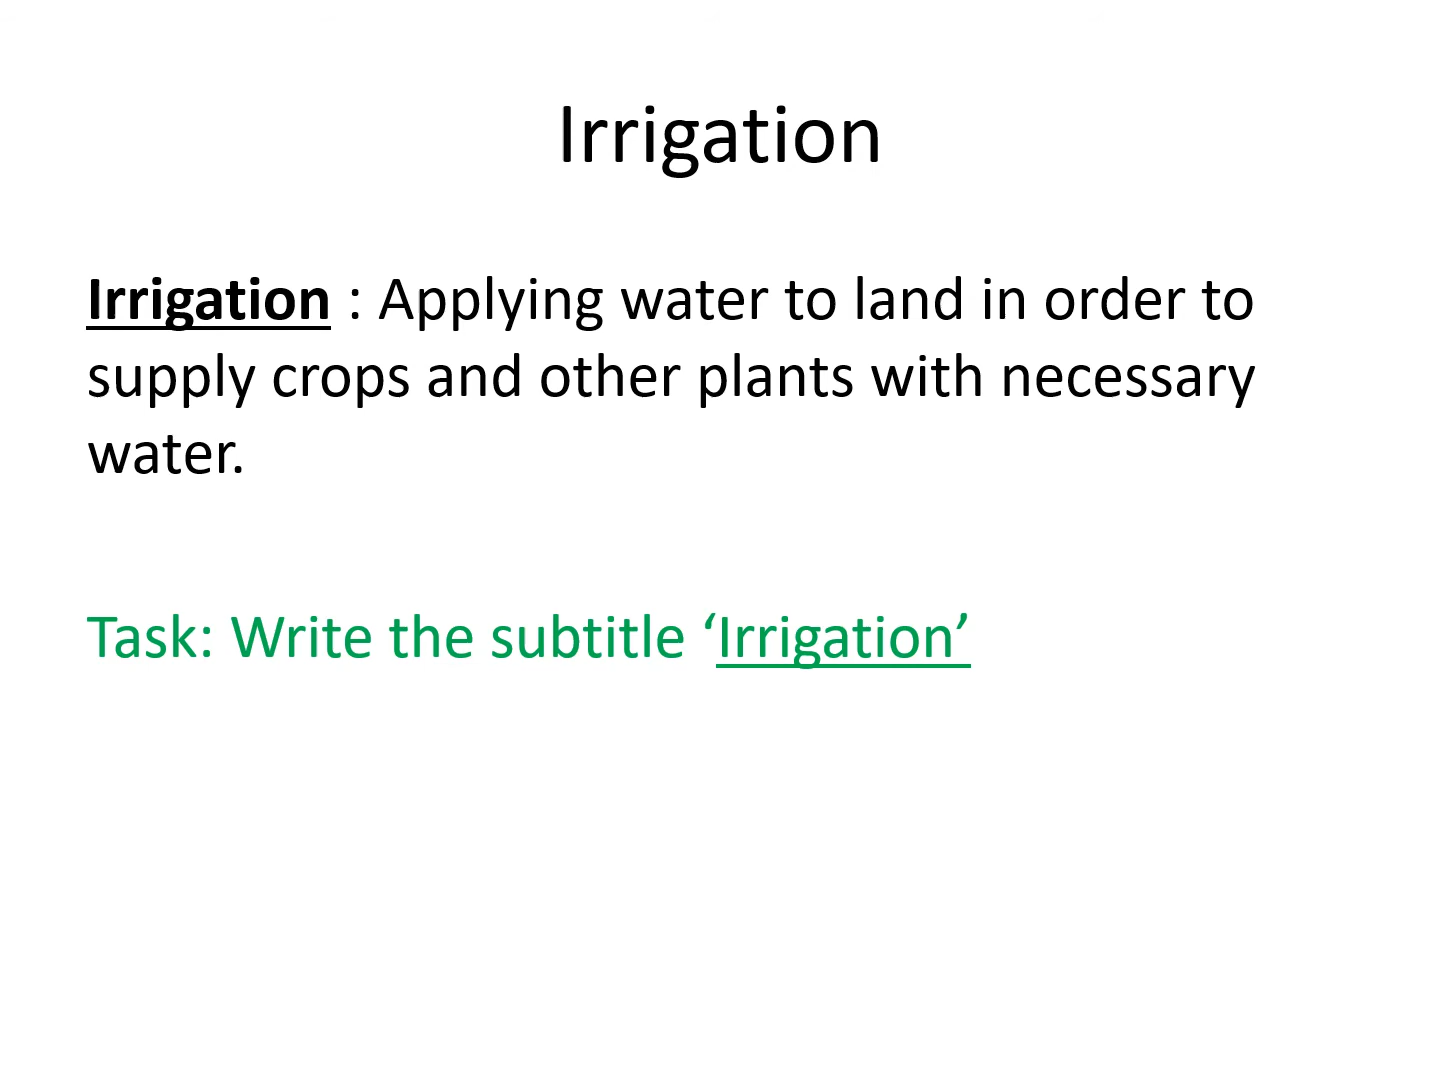 Irrigation
Irrigation : Applying water to land in order to
supply crops and other plants with necessary
water.
Task: Write the subtitle ‘Irrigation’